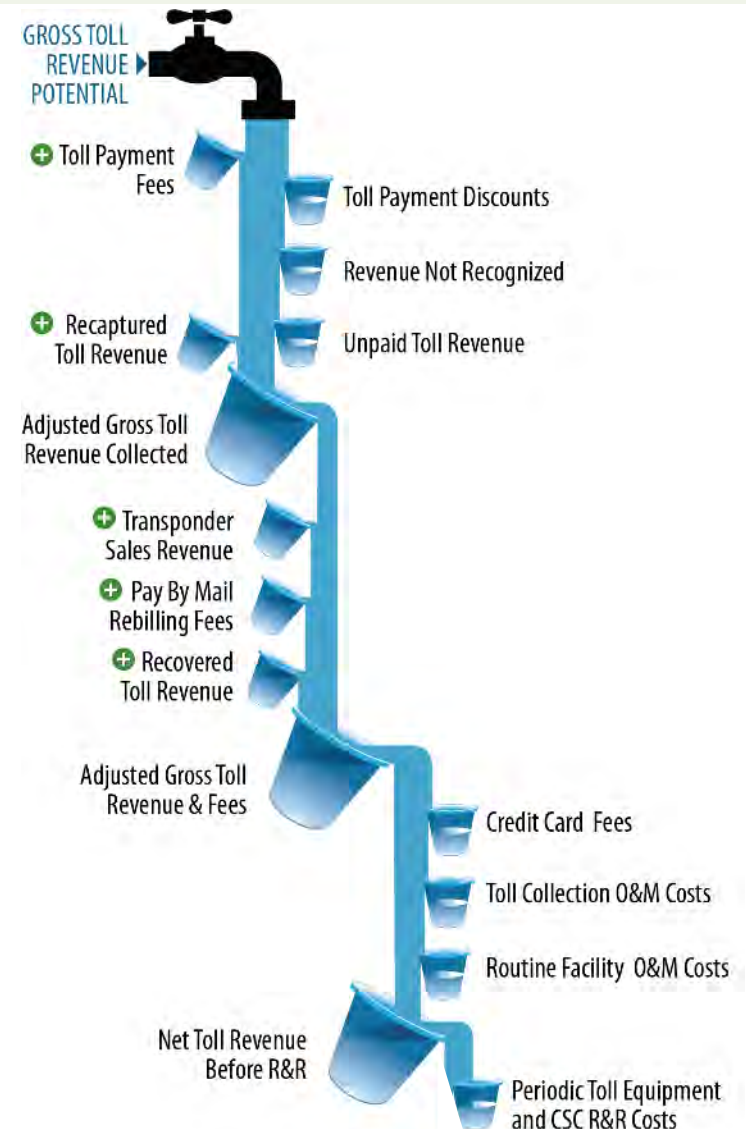 GROSS TOLL
REVENUE
POTENTIAL
Toll Payment
Fees
Toll Payment Discounts
Revenue Not Recognized
Recaptured
Toll Revenue
Unpaid Toll Revenue
Adjusted Gross Toll
Revenue Collected
Transponder
Sales Revenue
Pay By Mail
Rebilling Fees
Recovered
Toll Revenue
Adjusted Gross Toll
Revenue & Fees
Credit Card Fees
Toll Collection O&M Costs
Routine Facility O&M Costs
Net Toll Revenue
Before R&R
Periodic Toll Equipment
and CSC R&R Costs